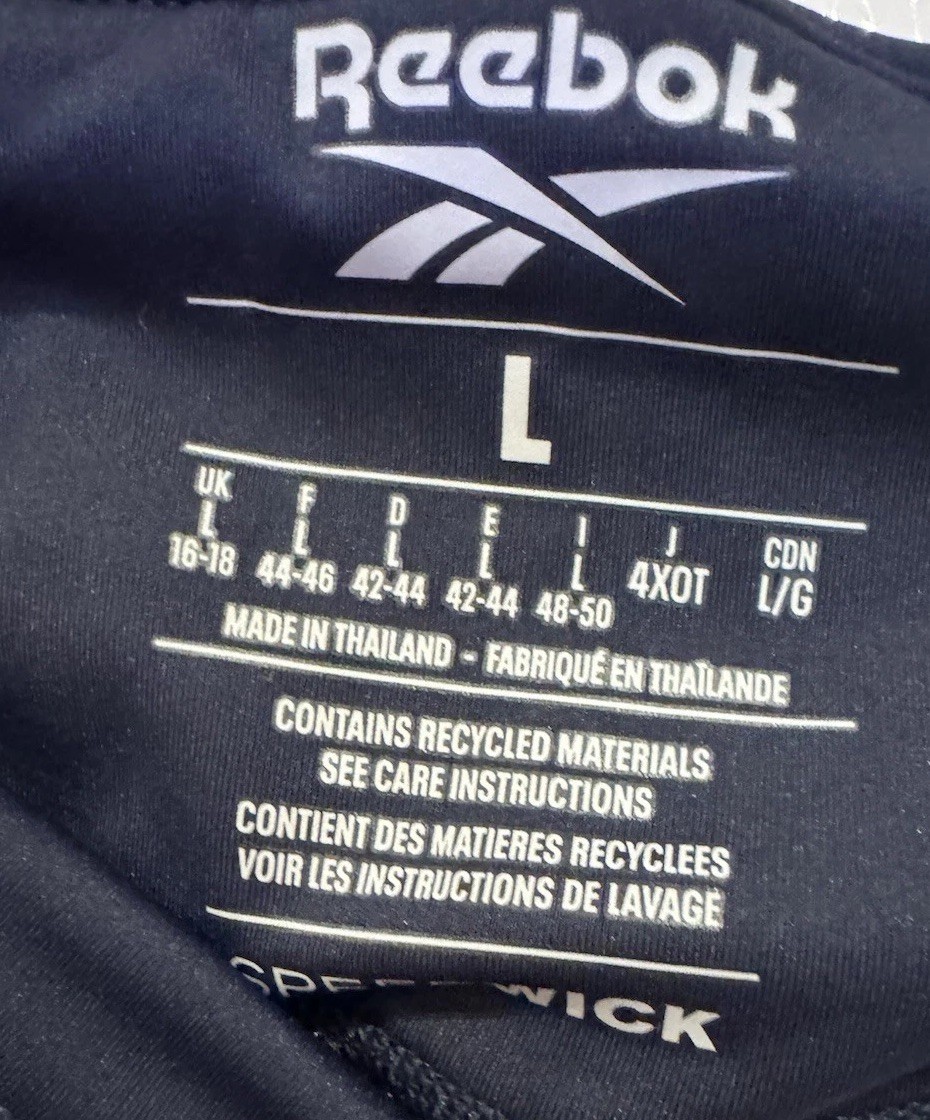 Reebok
L
UK F D E I J CDN
L L L L L 4XOT L/G
16-18 44-46 42-44 42-44 48-50
MADE IN THAILAND - FABRIQUÉ EN THAÏLANDE
CONTAINS RECYCLED MATERIALS
SEE CARE INSTRUCTIONS
CONTIENT DES MATIERES RECYCLEES
VOIR LES INSTRUCTIONS DE LAVAGE